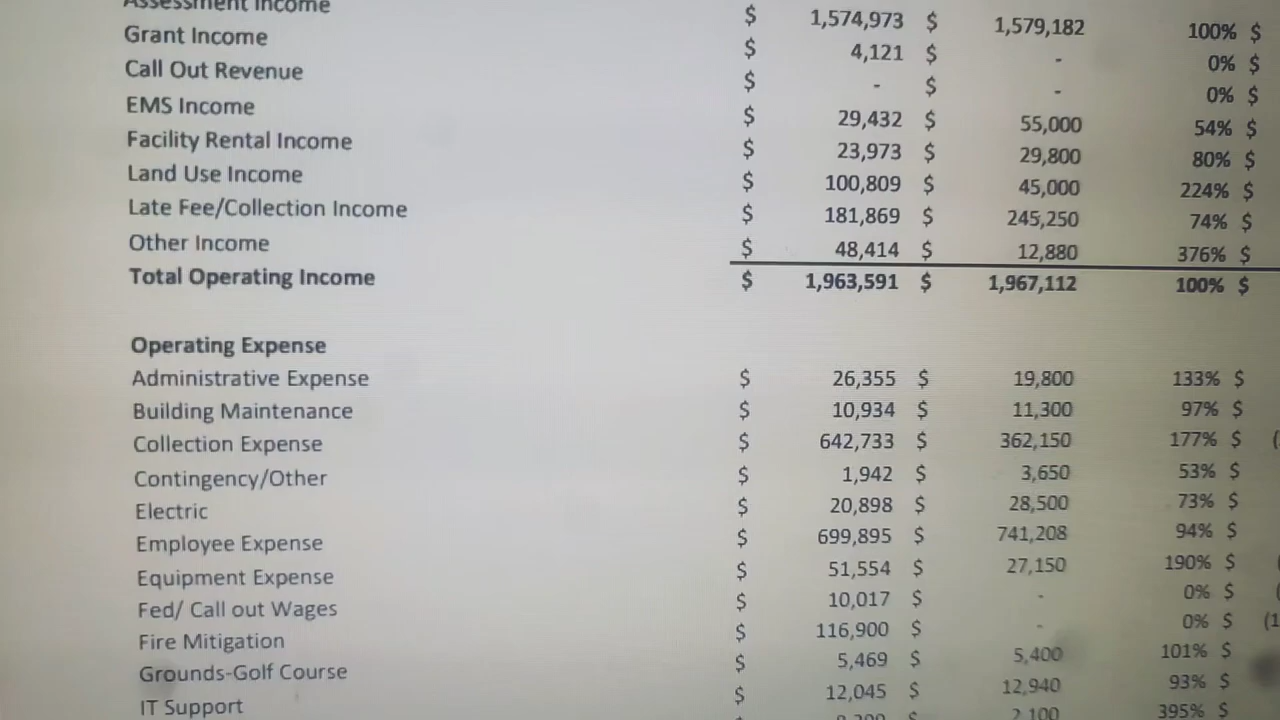 Assessment Income $ 1,574,973 $ 1,579,182 100% $
Grant Income $ 4,121 $ - 0% $
Call Out Revenue $ - $ - 0% $
EMS Income $ 29,432 $ 55,000 54% $
Facility Rental Income $ 23,973 $ 29,800 80% $
Land Use Income $ 100,809 $ 45,000 224% $
Late Fee/Collection Income $ 181,869 $ 245,250 74% $
Other Income $ 48,414 $ 12,880 376% $
Total Operating Income $ 1,963,591 $ 1,967,112 100% $
Operating Expense
Administrative Expense $ 26,355 $ 19,800 133% $
Building Maintenance $ 10,934 $ 11,300 97% $
Collection Expense $ 642,733 $ 362,150 177% $ (
Contingency/Other $ 1,942 $ 3,650 53% $
Electric $ 20,898 $ 28,500 73% $
Employee Expense $ 699,895 $ 741,208 94% $
Equipment Expense $ 51,554 $ 27,150 190% $
Fed/ Call out Wages $ 10,017 $ - 0% $
Fire Mitigation $ 116,900 $ - 0% $ (1
Grounds-Golf Course $ 5,469 $ 5,400 101% $
IT Support $ 12,045 $ 12,940 93% $
$ $ 2,100 395% $